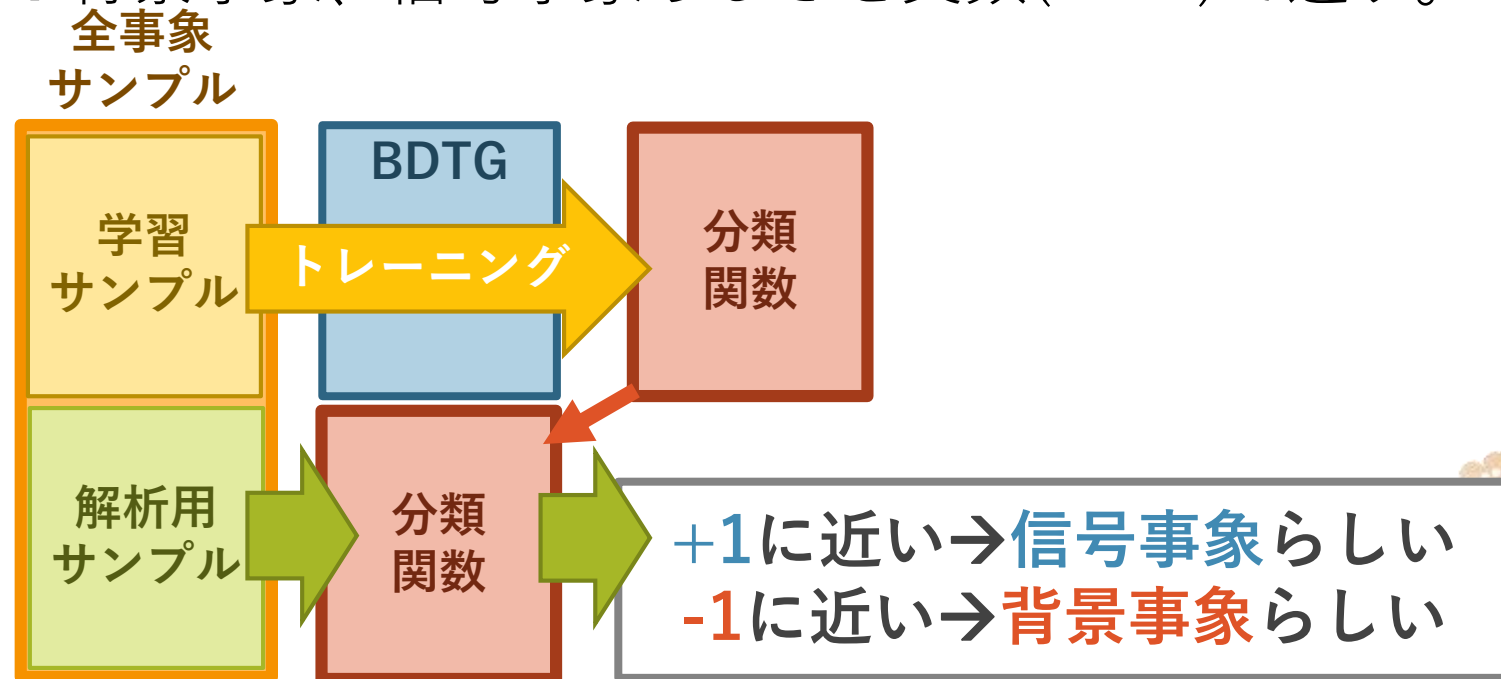 全事象
サンプル
BDTG
学習
サンプル
トレーニング
分類
関数
解析用
サンプル
分類
関数
+1に近い→信号事象らしい
-1に近い→背景事象らしい